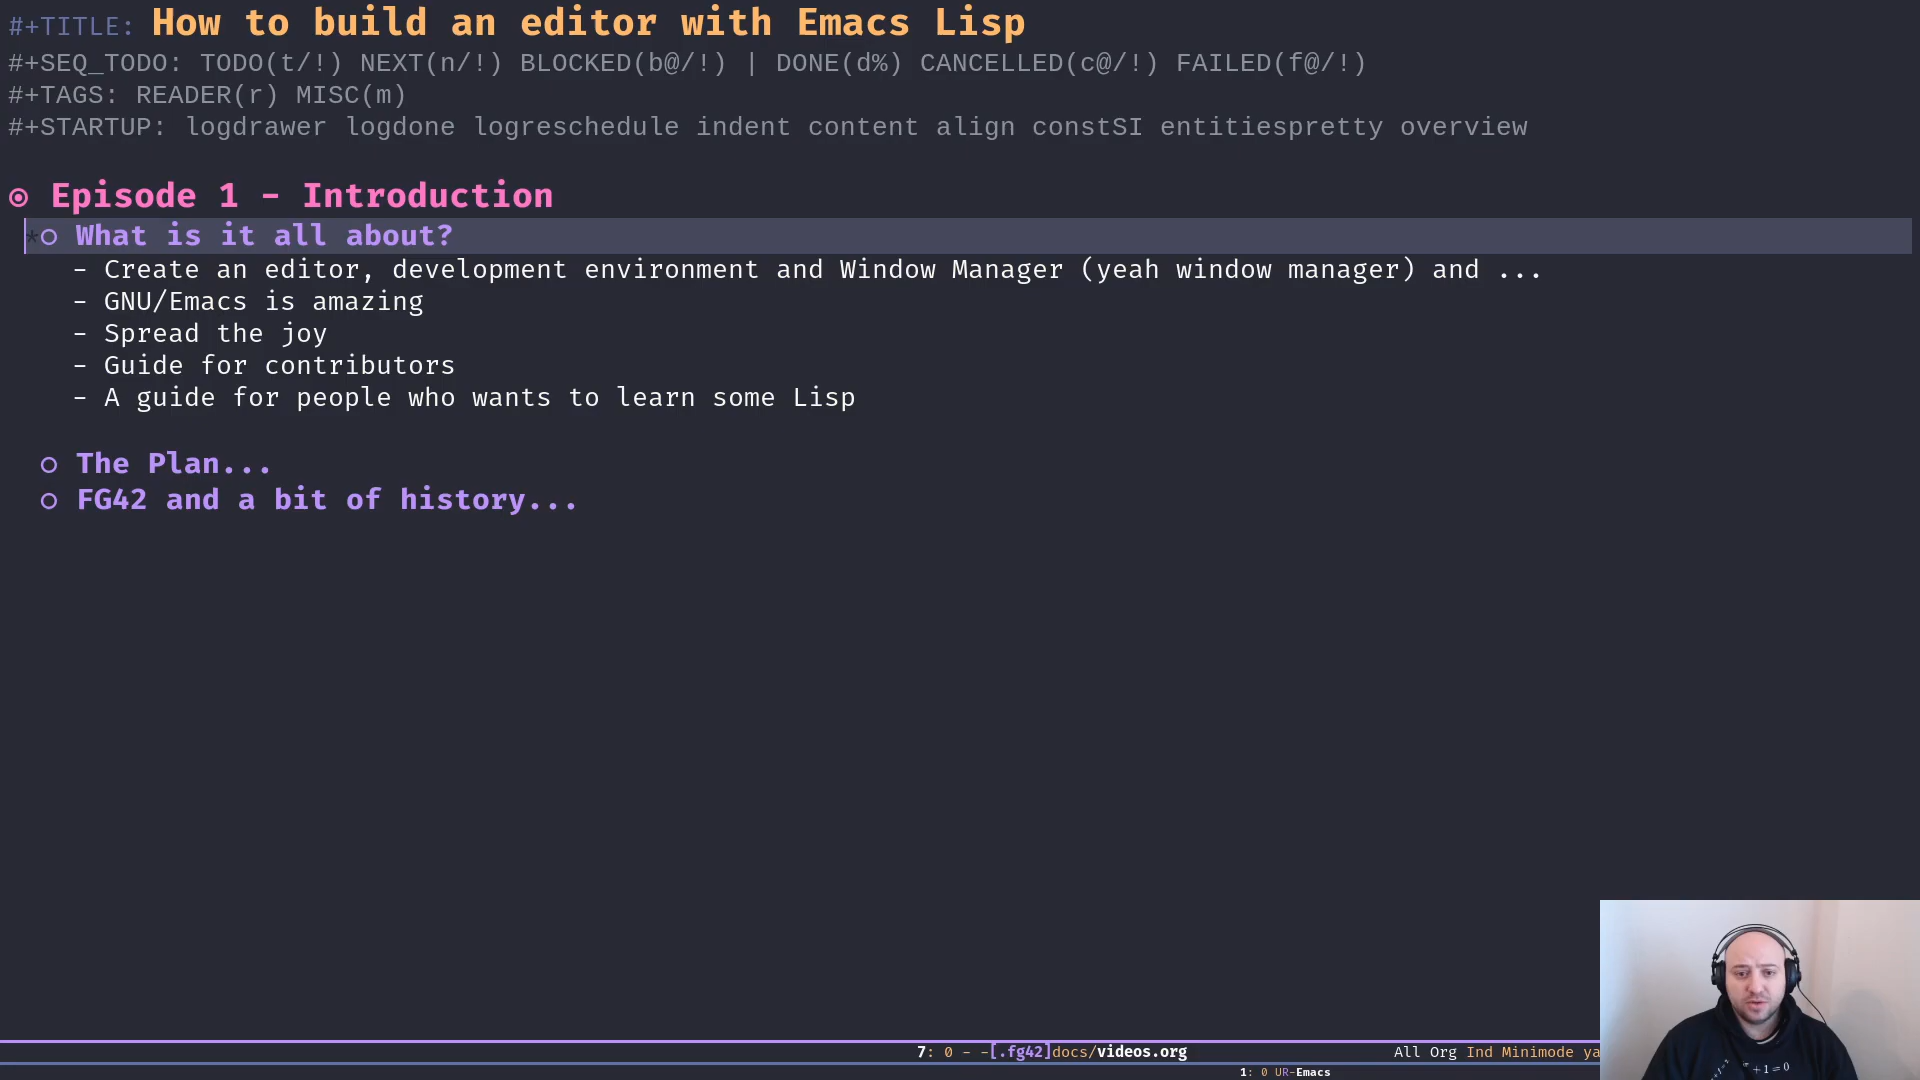 #+TITLE: How to build an editor with Emacs Lisp
#+SEQ_TODO: TODO(t/!) NEXT(n/!) BLOCKED(b@/!) | DONE(d%) CANCELLED(c@/!) FAILED(f@/!)
#+TAGS: READER(r) MISC(m)
#+STARTUP: logdrawer logdone logreschedule indent content align constSI entitiespretty overview
Episode 1 - Introduction
*○ What is it all about?
- Create an editor, development environment and Window Manager (yeah window manager) and ...
- GNU/Emacs is amazing
- Spread the joy
- Guide for contributors
- A guide for people who wants to learn some Lisp
○ The Plan...
○ FG42 and a bit of history...
7: 0 - -[.fg42]docs/videos.org All Org Ind Minimode ya
1: 0 UR-Emacs
+1=0